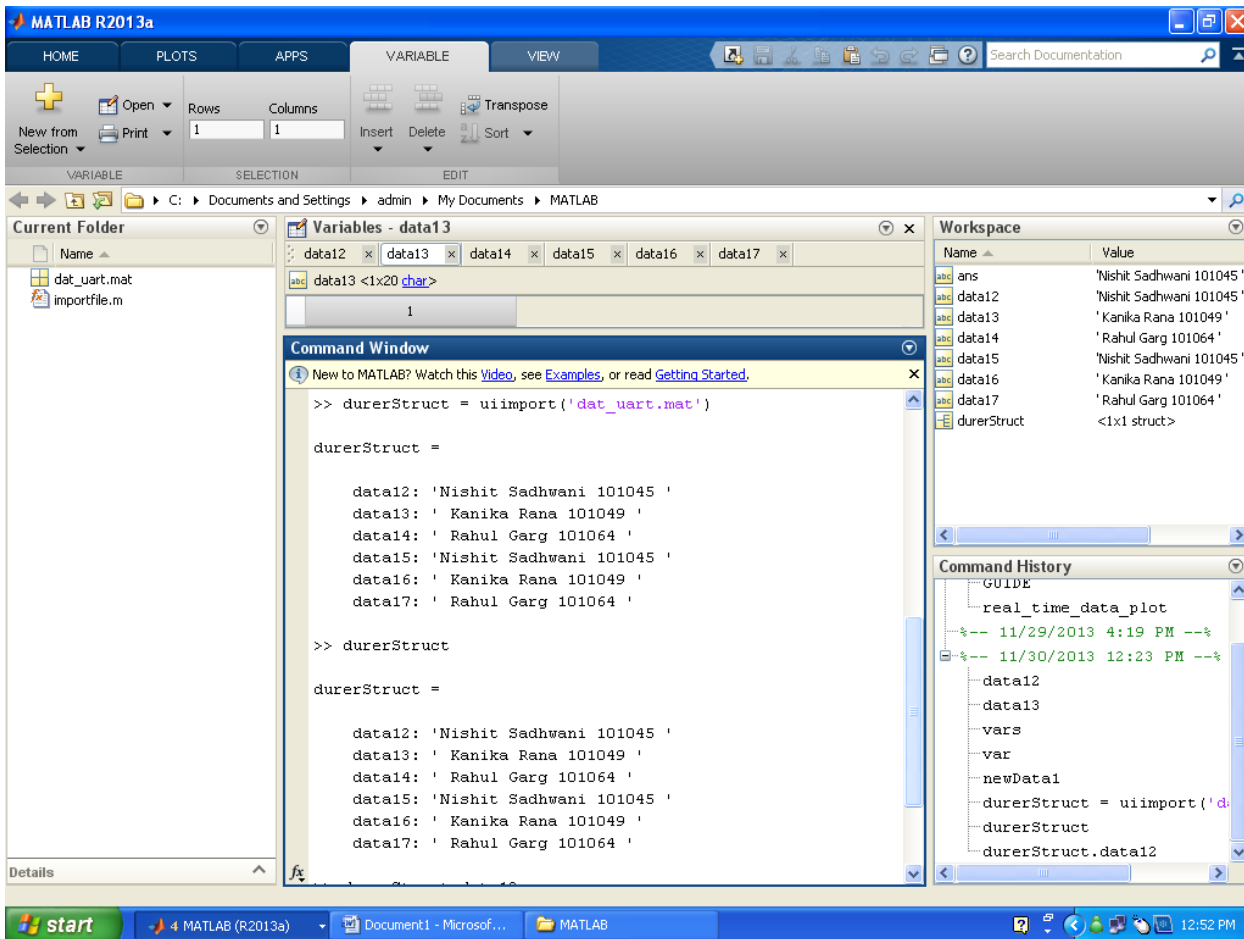 MATLAB R2013a
HOME PLOTS APPS VARIABLE VIEW Search Documentation
New from Selection Open Print Rows Columns 1 1 Insert Delete Transpose Sort
VARIABLE SELECTION EDIT
C: Documents and Settings admin My Documents MATLAB
Current Folder
Name
dat_uart.mat
importfile.m
Details
Variables - data13
data12 data13 data14 data15 data16 data17
data13 <1x20 char>
1
Command Window
New to MATLAB? Watch this Video, see Examples, or read Getting Started.
>> durerStruct = uiimport('dat_uart.mat')
durerStruct =
data12: 'Nishit Sadhwani 101045 '
data13: ' Kanika Rana 101049 '
data14: ' Rahul Garg 101064 '
data15: 'Nishit Sadhwani 101045 '
data16: ' Kanika Rana 101049 '
data17: ' Rahul Garg 101064 '
>> durerStruct
durerStruct =
data12: 'Nishit Sadhwani 101045 '
data13: ' Kanika Rana 101049 '
data14: ' Rahul Garg 101064 '
data15: 'Nishit Sadhwani 101045 '
data16: ' Kanika Rana 101049 '
data17: ' Rahul Garg 101064 '
fx
Workspace
Name Value
abc ans 'Nishit Sadhwani 101045 '
abc data12 'Nishit Sadhwani 101045 '
abc data13 ' Kanika Rana 101049 '
abc data14 ' Rahul Garg 101064 '
abc data15 'Nishit Sadhwani 101045 '
abc data16 ' Kanika Rana 101049 '
abc data17 ' Rahul Garg 101064 '
durerStruct <1x1 struct>
Command History
GUIDE
real_time_data_plot
%-- 11/29/2013 4:19 PM --%
%-- 11/30/2013 12:23 PM --%
data12
data13
vars
var
newData1
durerStruct = uiimport('d
durerStruct
durerStruct.data12
start 4 MATLAB (R2013a) Document1 - Microsof... MATLAB 12:52 PM